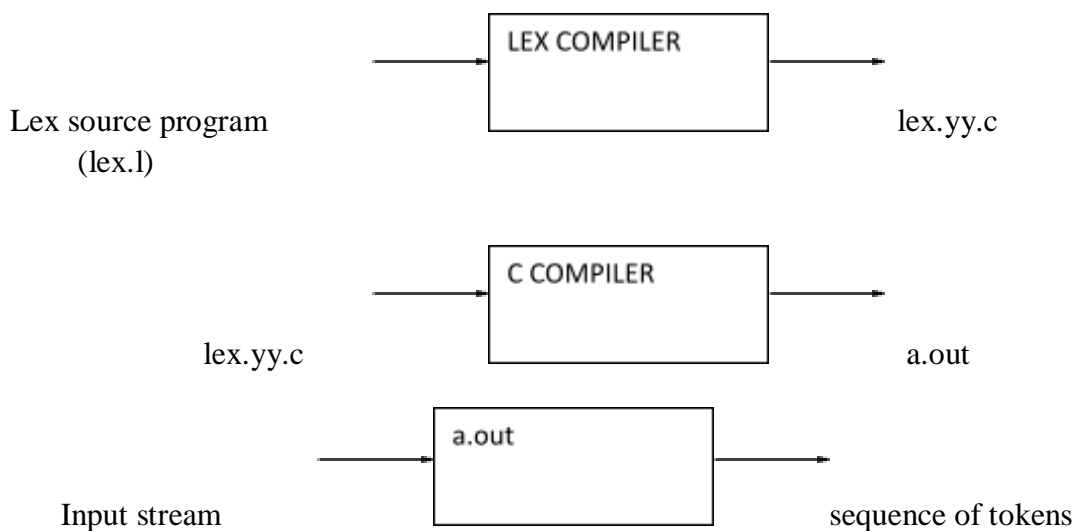 LEX COMPILER
Lex source program
(lex.l)
lex.yy.c
C COMPILER
lex.yy.c
a.out
a.out
Input stream
sequence of tokens